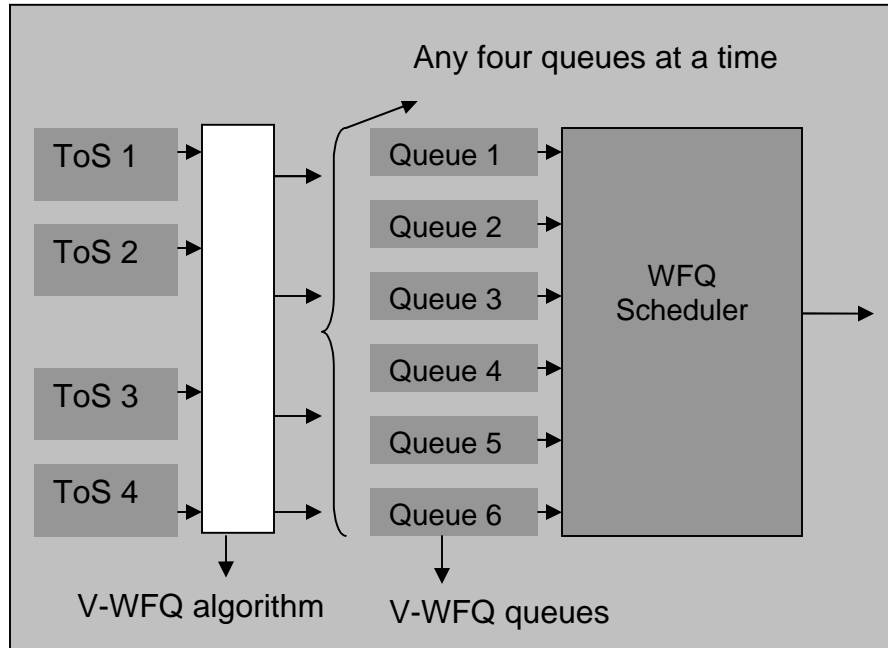 Any four queues at a time
ToS 1
ToS 2
ToS 3
ToS 4
Queue 1
Queue 2
Queue 3
Queue 4
Queue 5
Queue 6
WFQ
Scheduler
V-WFQ algorithm
V-WFQ queues